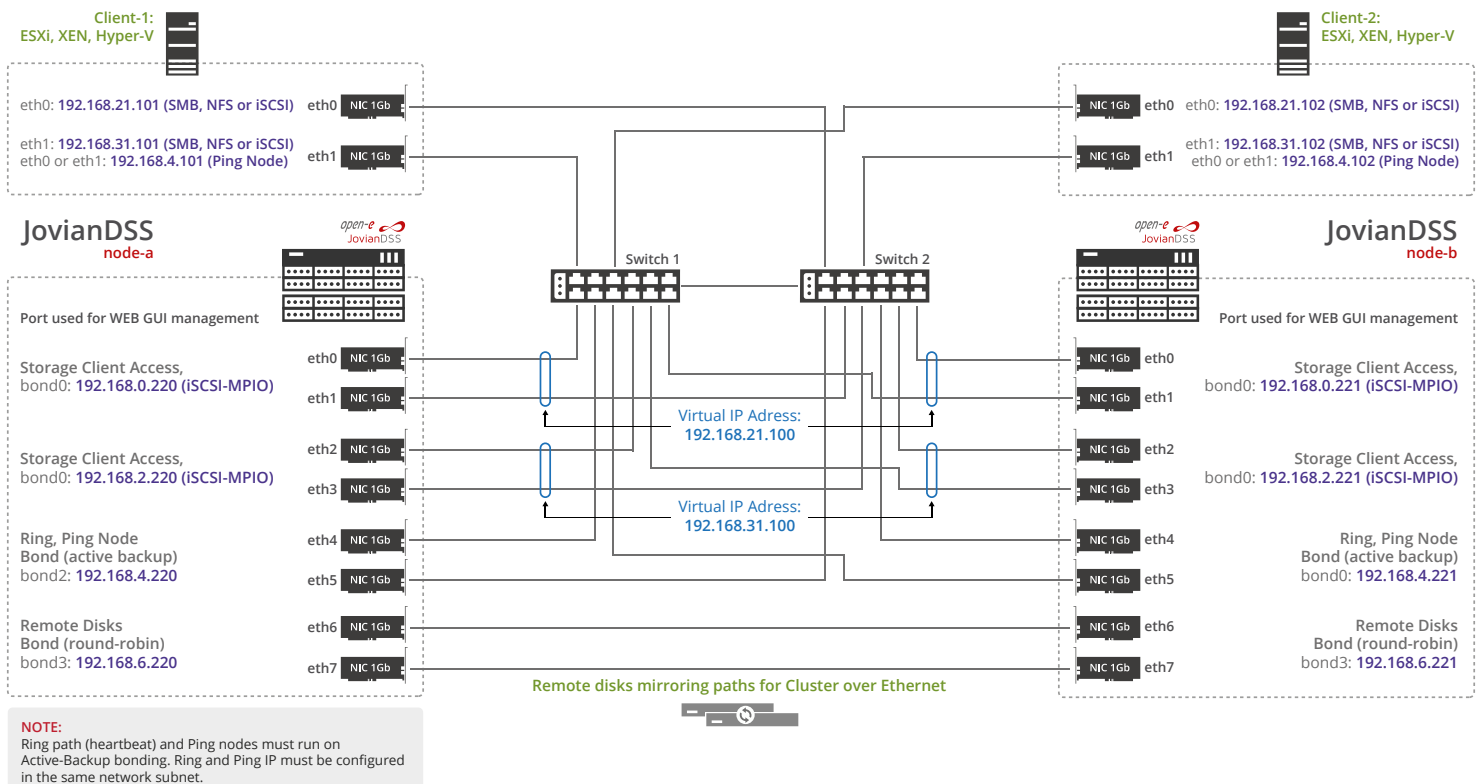 Client-1:
ESXi, XEN, Hyper-V
eth0: 192.168.21.101 (SMB, NFS or iSCSI)
eth0
NIC 1Gb
eth1: 192.168.31.101 (SMB, NFS or iSCSI)
eth0 or eth1: 192.168.4.101 (Ping Node)
eth1
NIC 1Gb
Client-2:
ESXi, XEN, Hyper-V
NIC 1Gb
eth0
eth0: 192.168.21.102 (SMB, NFS or iSCSI)
NIC 1Gb
eth1
eth1: 192.168.31.102 (SMB, NFS or iSCSI)
eth0 or eth1: 192.168.4.102 (Ping Node)
JovianDSS
node-a
open-e
JovianDSS
Port used for WEB GUI management
Storage Client Access,
bond0: 192.168.0.220 (iSCSI-MPIO)
eth0
NIC 1Gb
eth1
NIC 1Gb
Storage Client Access,
bond0: 192.168.2.220 (iSCSI-MPIO)
eth2
NIC 1Gb
eth3
NIC 1Gb
Ring, Ping Node
Bond (active backup)
bond2: 192.168.4.220
eth4
NIC 1Gb
eth5
NIC 1Gb
Remote Disks
Bond (round-robin)
bond3: 192.168.6.220
eth6
NIC 1Gb
eth7
NIC 1Gb
Switch 1
Switch 2
Virtual IP Adress:
192.168.21.100
Virtual IP Adress:
192.168.31.100
Remote disks mirroring paths for Cluster over Ethernet
open-e
JovianDSS
JovianDSS
node-b
Port used for WEB GUI management
NIC 1Gb
eth0
NIC 1Gb
eth1
Storage Client Access,
bond0: 192.168.0.221 (iSCSI-MPIO)
NIC 1Gb
eth2
NIC 1Gb
eth3
Storage Client Access,
bond0: 192.168.2.221 (iSCSI-MPIO)
NIC 1Gb
eth4
NIC 1Gb
eth5
Ring, Ping Node
Bond (active backup)
bond0: 192.168.4.221
NIC 1Gb
eth6
NIC 1Gb
eth7
Remote Disks
Bond (round-robin)
bond3: 192.168.6.221
NOTE:
Ring path (heartbeat) and Ping nodes must run on
Active-Backup bonding. Ring and Ping IP must be configured
in the same network subnet.